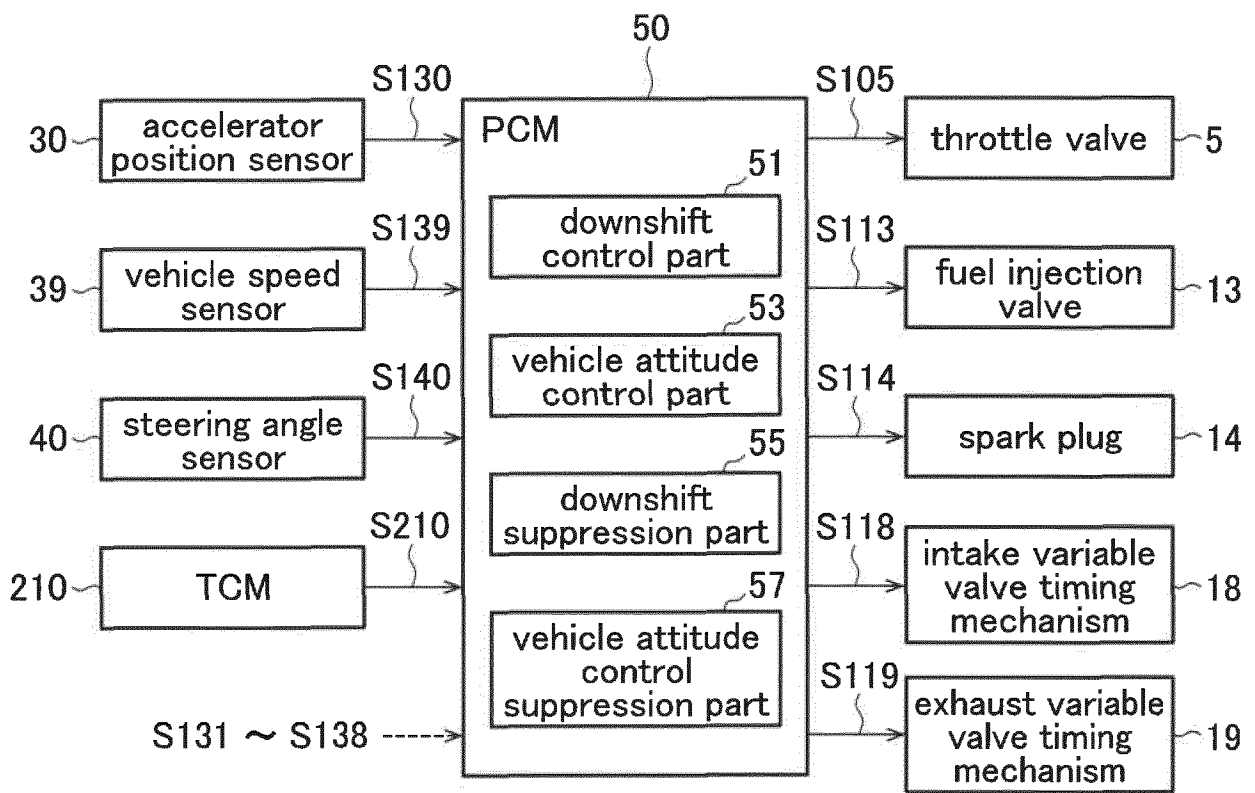 50
S130
S105
30
accelerator
position sensor
PCM
throttle valve
5
51
downshift
control part
S139
S113
39
vehicle speed
sensor
fuel injection
valve
13
53
vehicle attitude
control part
S140
S114
40
steering angle
sensor
spark plug
14
55
downshift
suppression part
S210
S118
210
TCM
intake variable
valve timing
mechanism
18
57
vehicle attitude
control
suppression part
S119
S131 ~ S138
exhaust variable
valve timing
mechanism
19